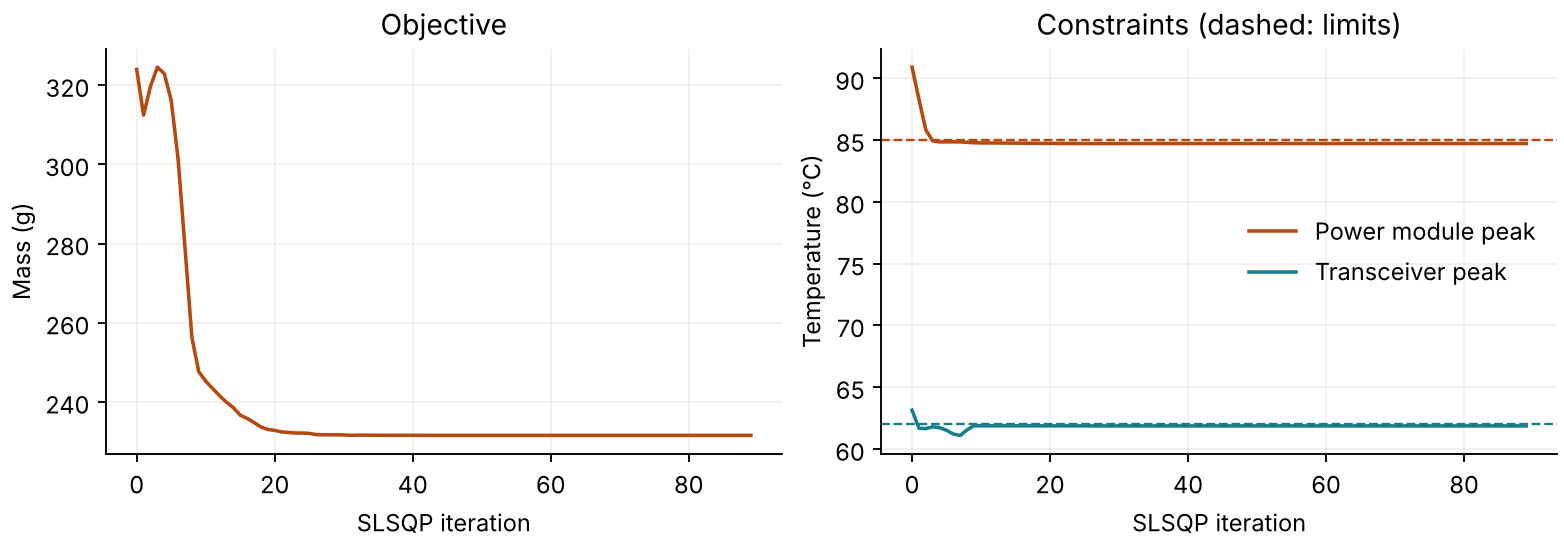 Objective
Mass (g)
320
300
280
260
240
0 20 40 60 80
SLSQP iteration
Constraints (dashed: limits)
Temperature (°C)
90
85
80
75
70
65
60
Power module peak
Transceiver peak
0 20 40 60 80
SLSQP iteration